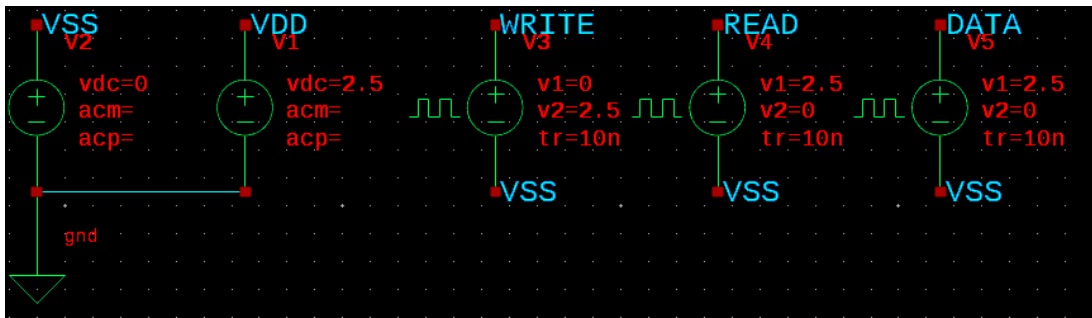 VSS
V2
vdc=0
acm=
acp=
gnd
VDD
V1
vdc=2.5
acm=
acp=
WRITE
V3
v1=0
v2=2.5
tr=10n
VSS
READ
V4
v1=2.5
v2=0
tr=10n
VSS
DATA
V5
v1=2.5
v2=0
tr=10n
VSS